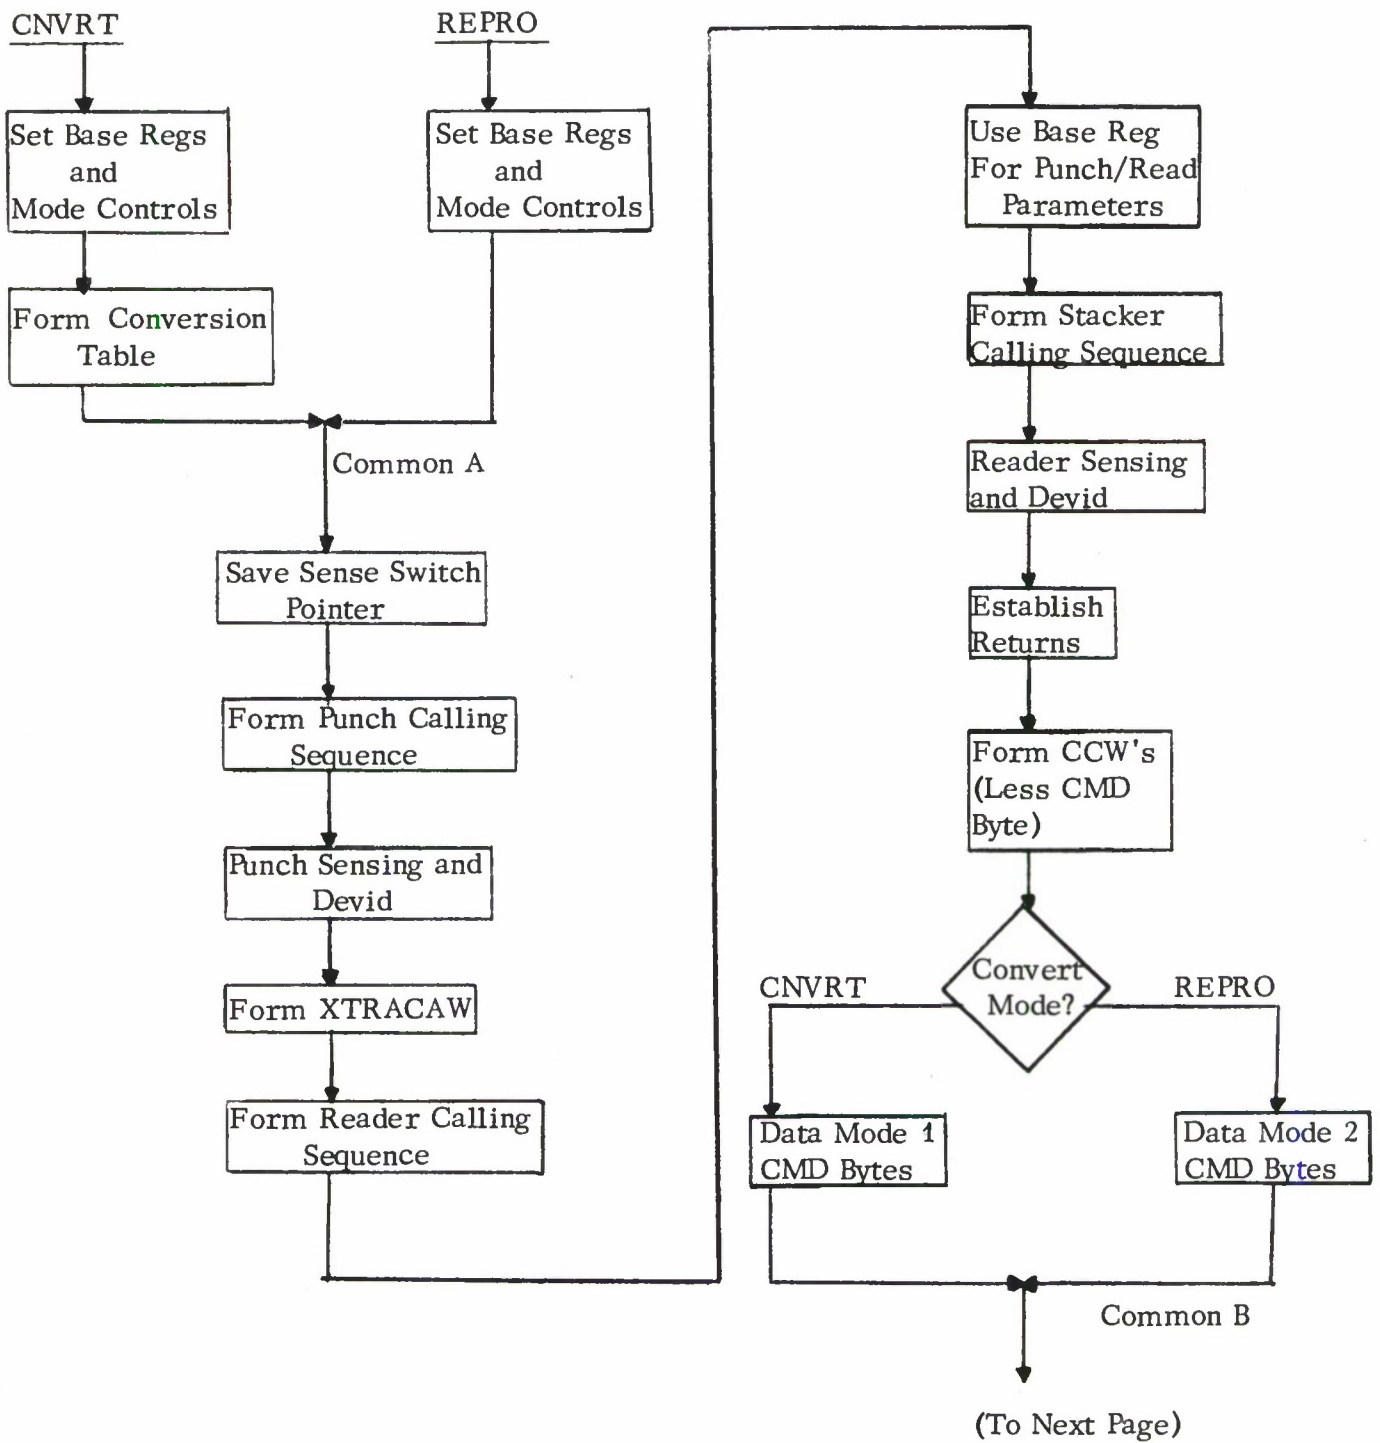 CNVRT
Set Base Regs
and
Mode Controls
Form Conversion
Table
REPRO
Set Base Regs
and
Mode Controls
Common A
Save Sense Switch
Pointer
Form Punch Calling
Sequence
Punch Sensing and
Devid
Form XTRACAW
Form Reader Calling
Sequence
Use Base Reg
For Punch/Read
Parameters
Form Stacker
Calling Sequence
Reader Sensing
and Devid
Establish
Returns
Form CCW's
(Less CMD
Byte)
Convert
Mode?
CNVRT
REPRO
Data Mode 1
CMD Bytes
Data Mode 2
CMD Bytes
Common B
(To Next Page)